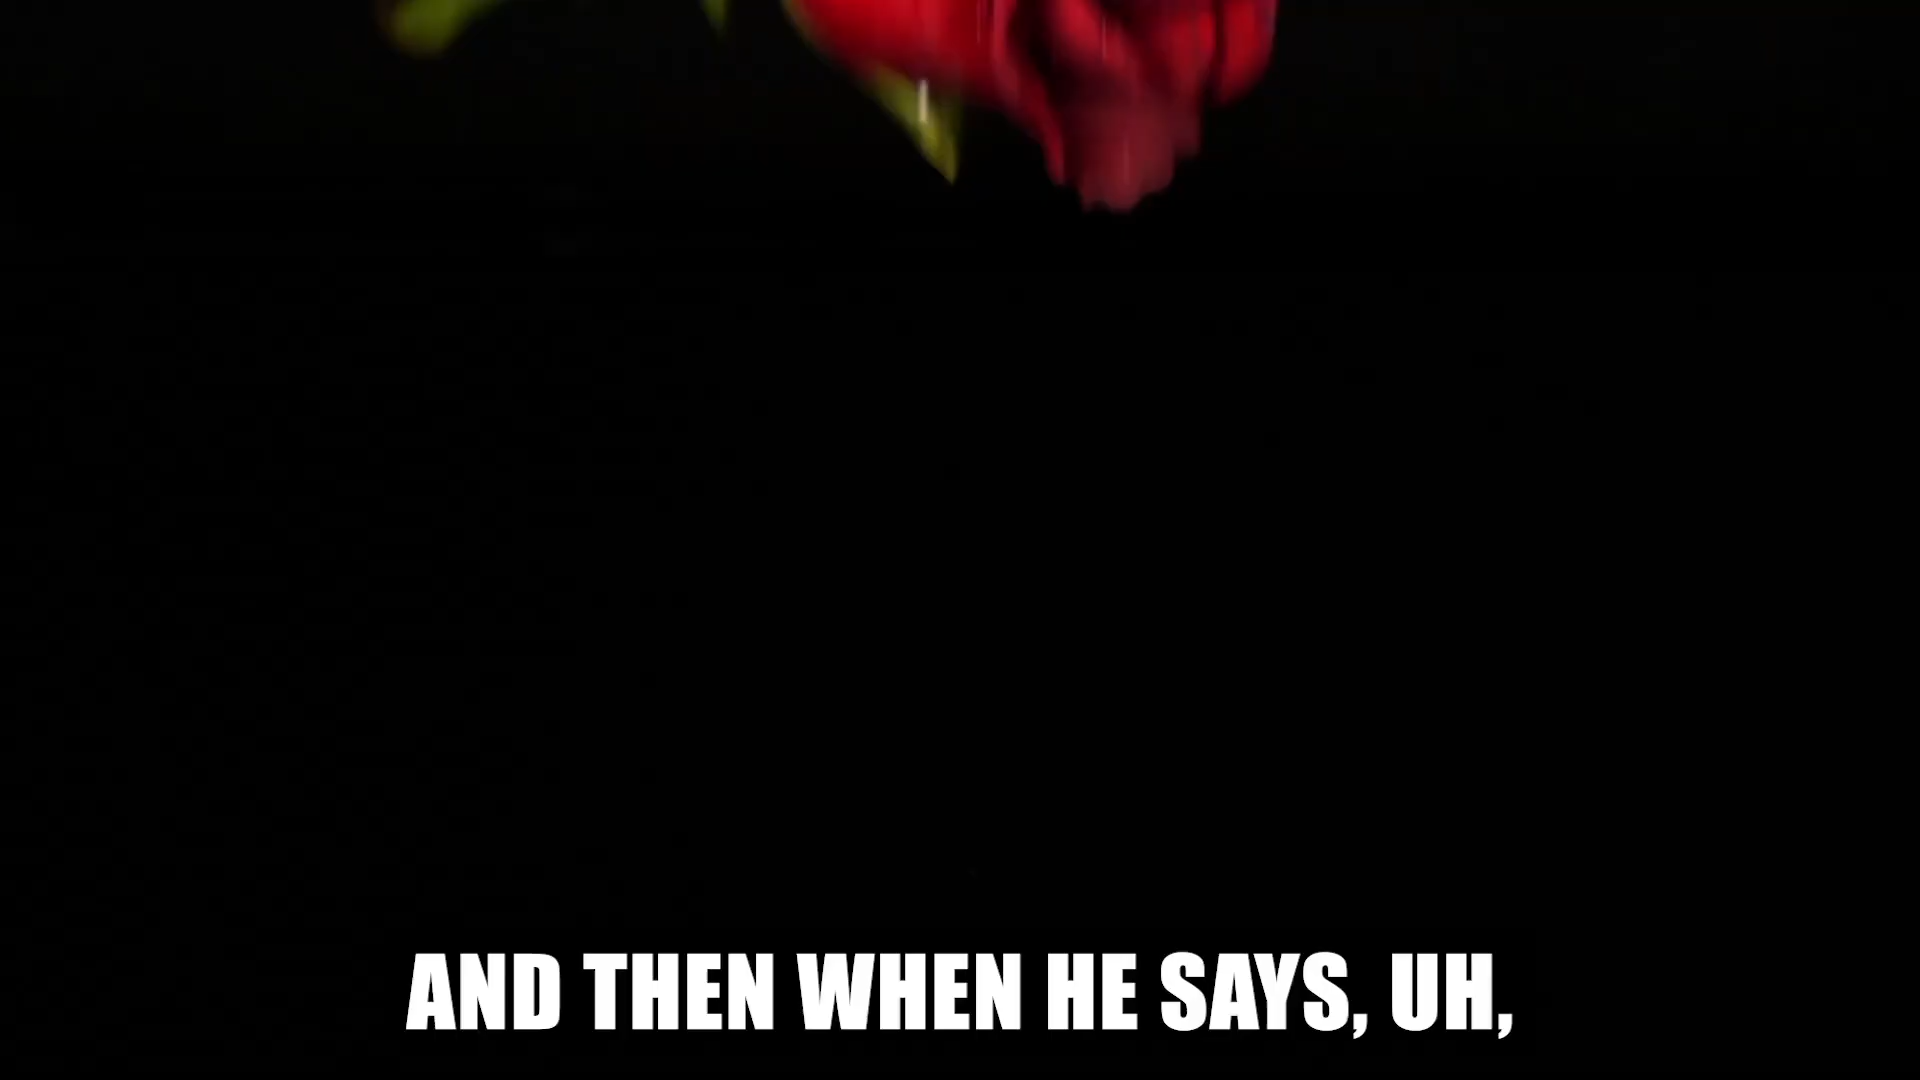 AND THEN WHEN HE SAYS, UH,